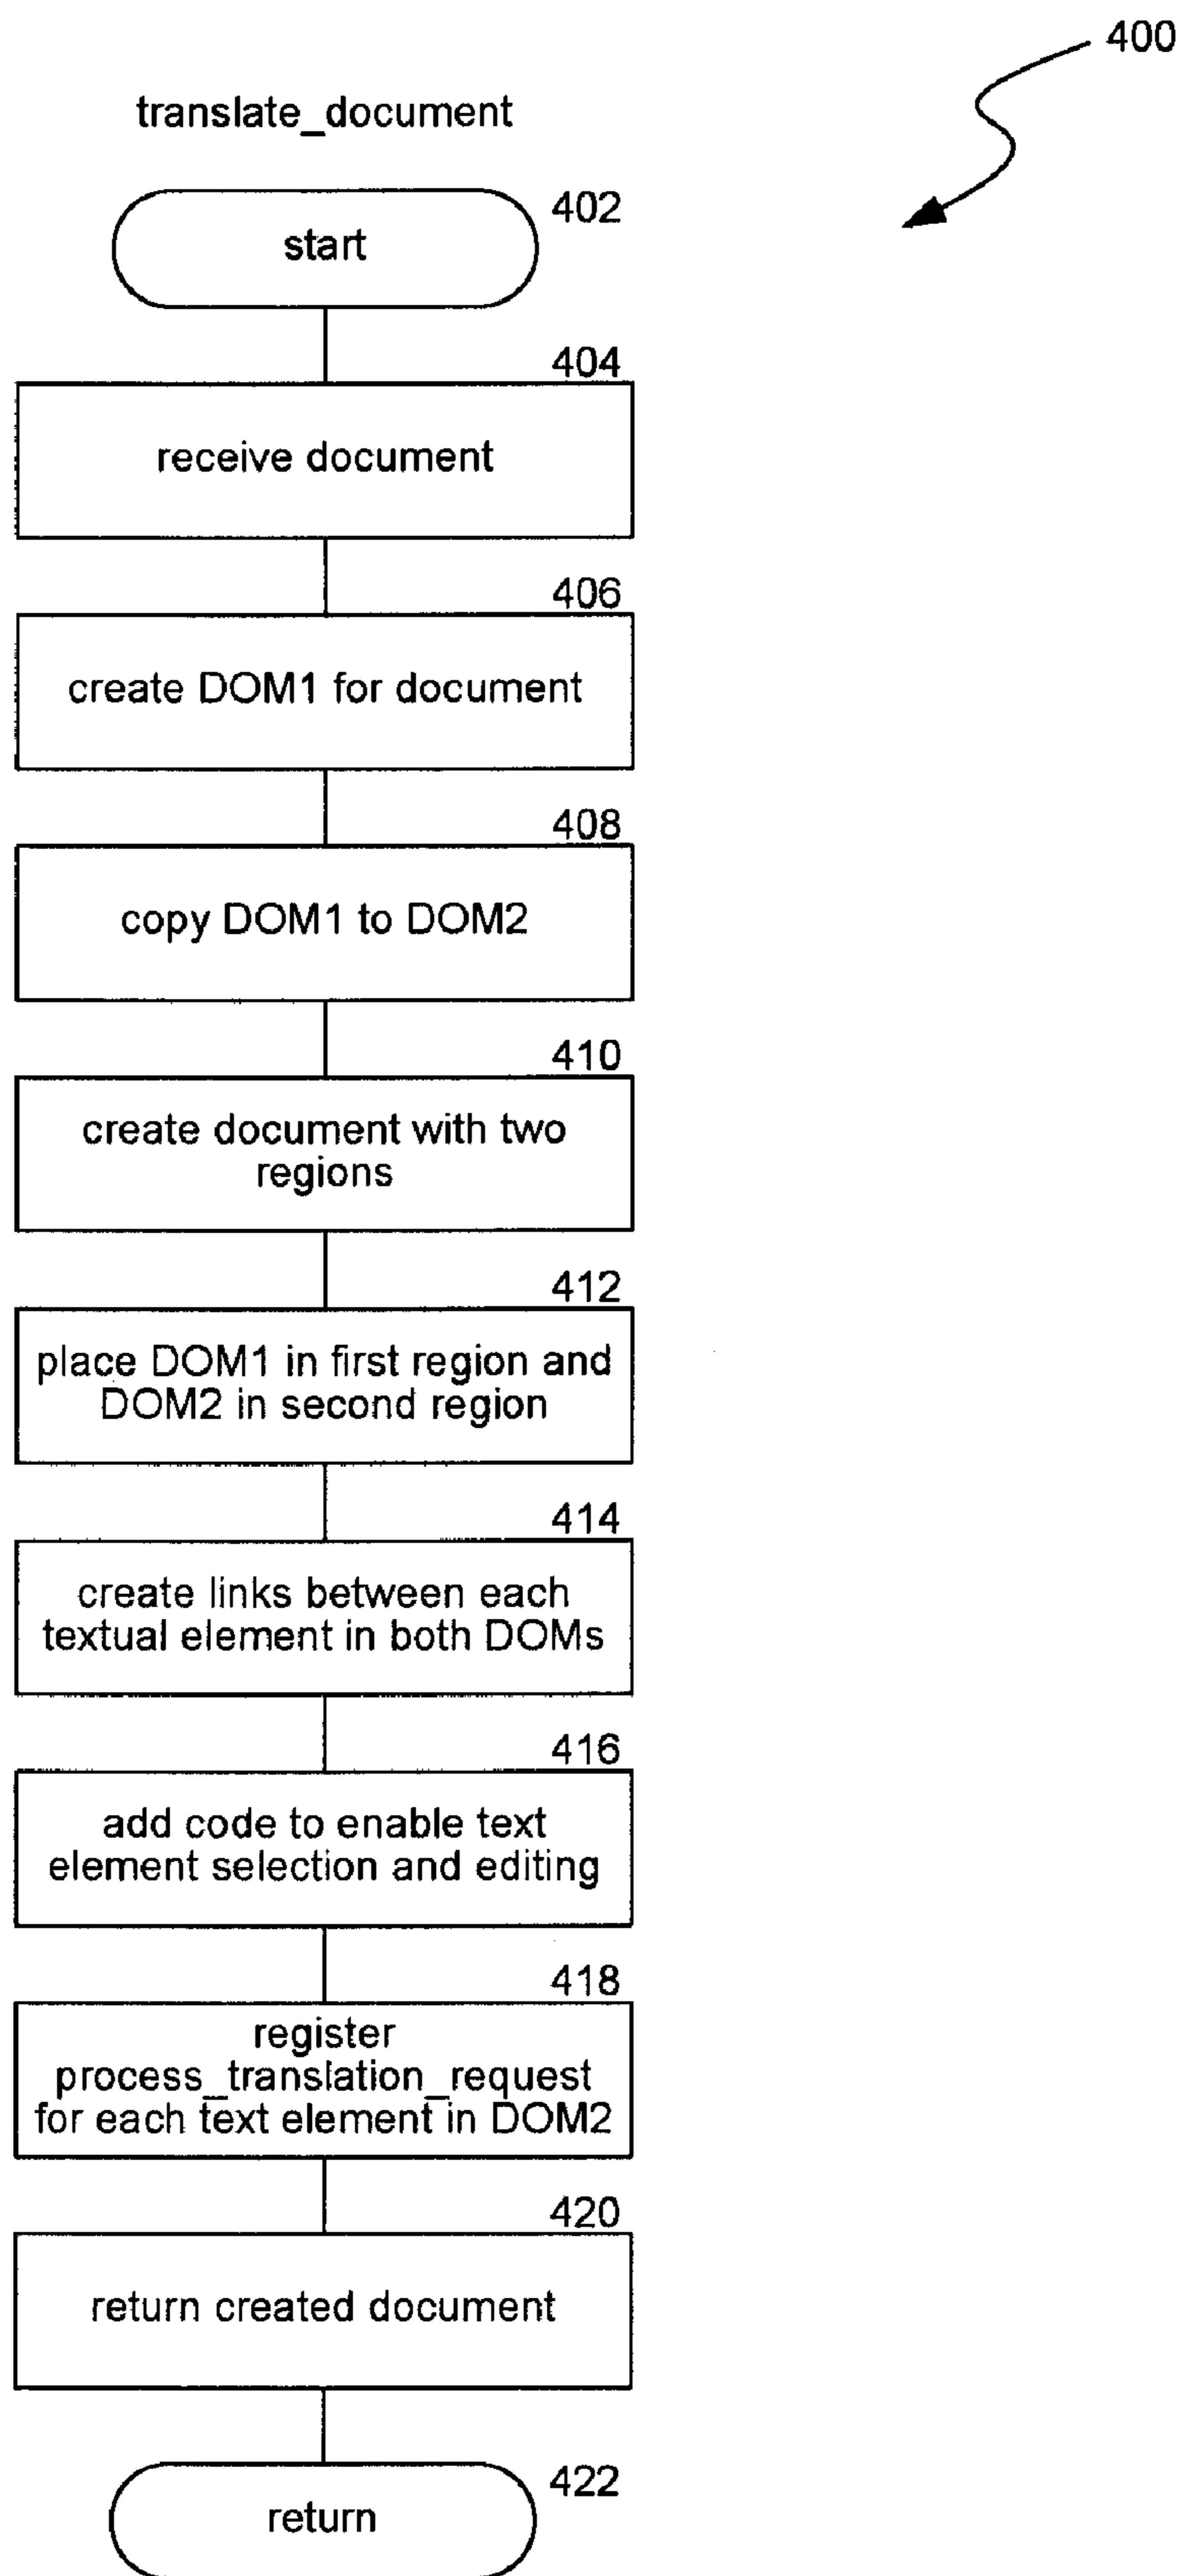 400
translate_document
402
start
404
receive document
406
create DOM1 for document
408
copy DOM1 to DOM2
410
create document with two
regions
412
place DOM1 in first region and
DOM2 in second region
414
create links between each
textual element in both DOMs
416
add code to enable text
element selection and editing
418
register
process_translation_request
for each text element in DOM2
420
return created document
422
return